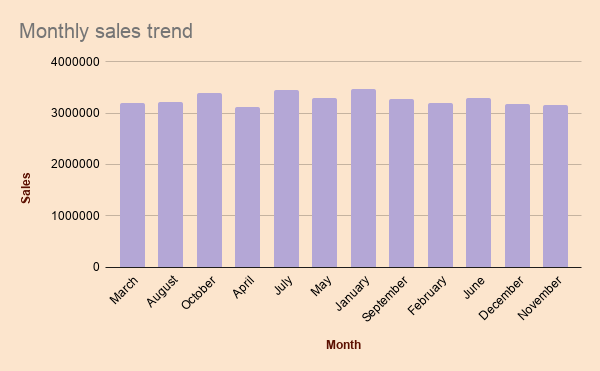 Monthly sales trend
4000000
3000000
2000000
1000000
0
Sales
March
August
October
April
July
May
January
September
February
June
December
November
Month